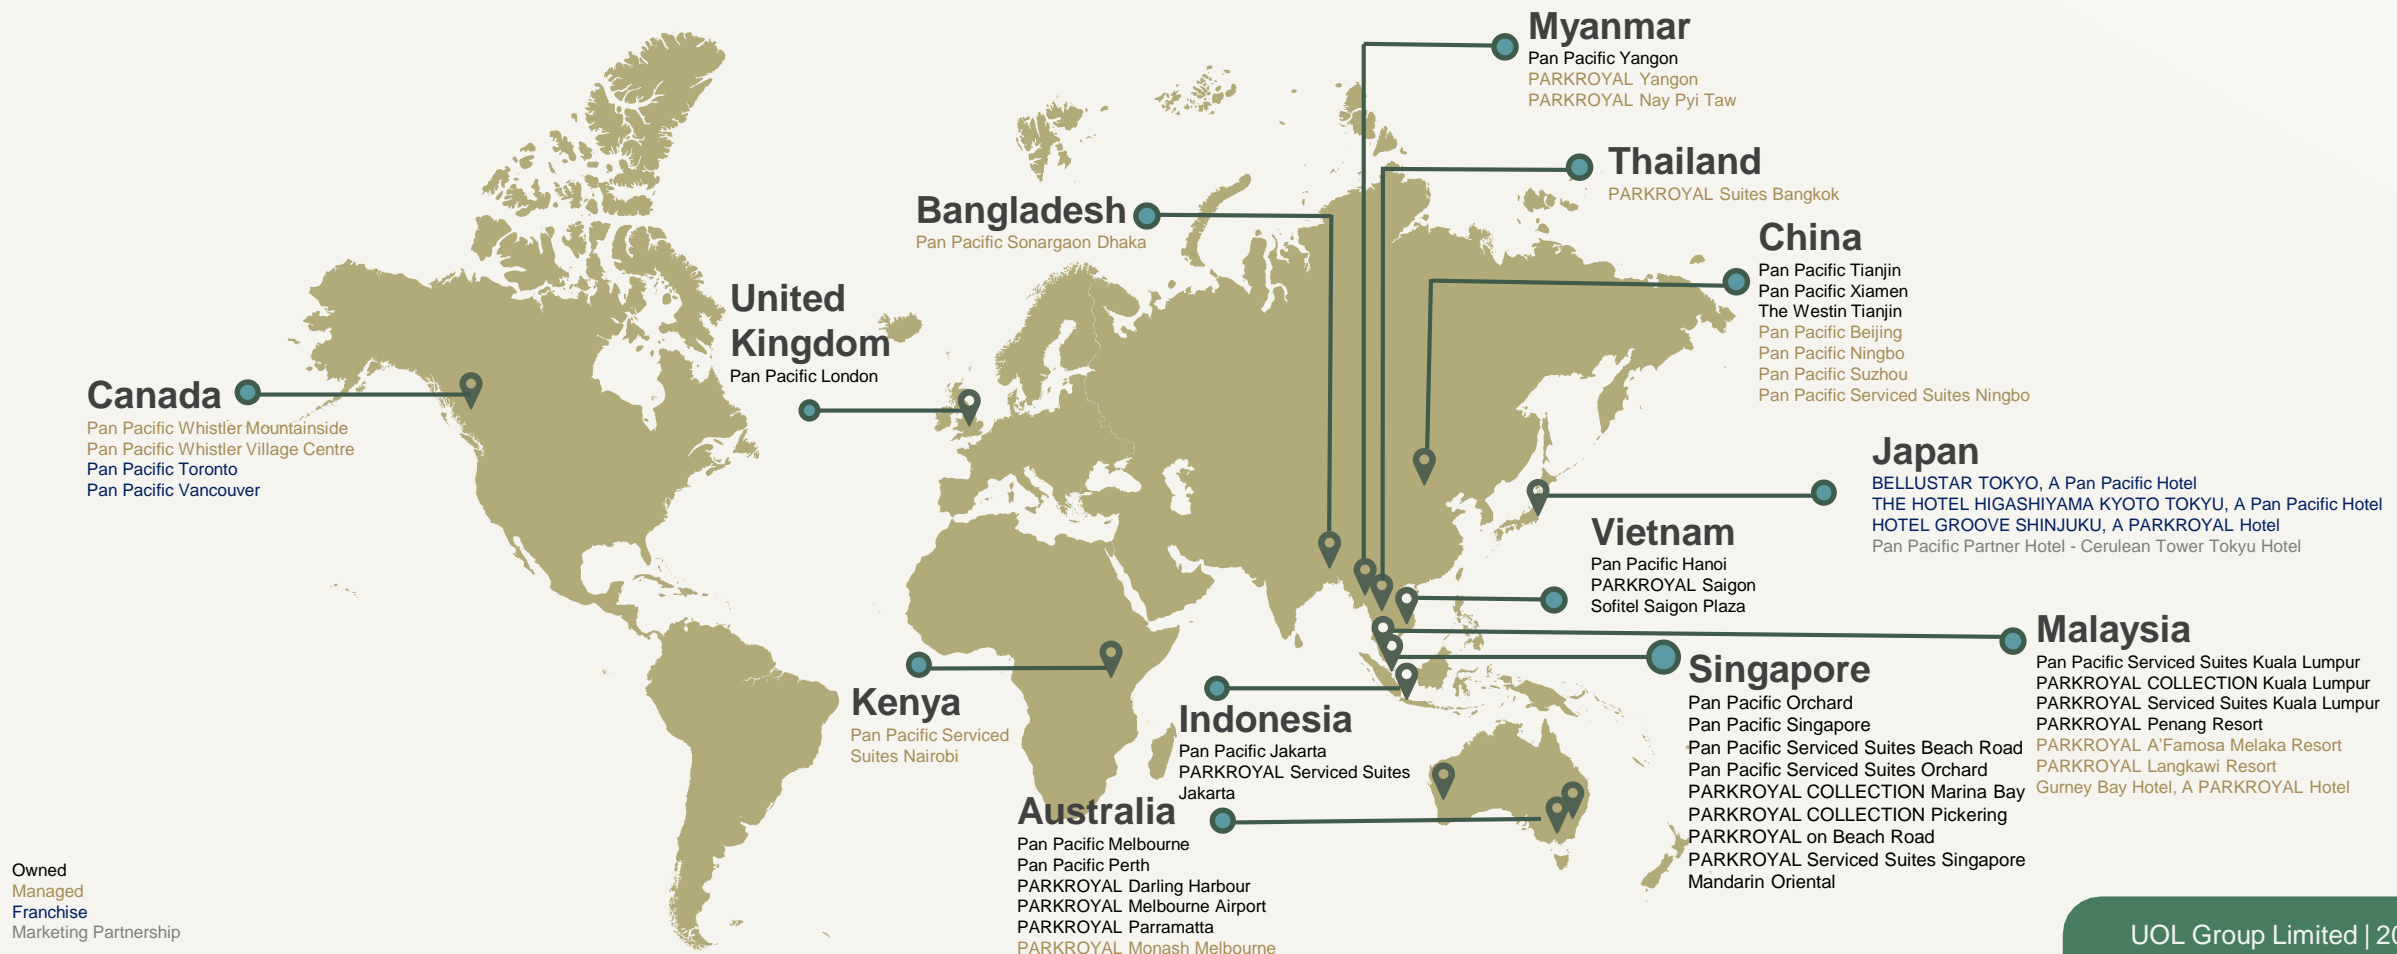 Myanmar
Pan Pacific Yangon
PARKROYAL Yangon
PARKROYAL Nay Pyi Taw
Thailand
PARKROYAL Suites Bangkok
Bangladesh
Pan Pacific Sonargaon Dhaka
China
Pan Pacific Tianjin
Pan Pacific Xiamen
The Westin Tianjin
Pan Pacific Beijing
Pan Pacific Ningbo
Pan Pacific Suzhou
Pan Pacific Serviced Suites Ningbo
United
Kingdom
Pan Pacific London
Canada
Pan Pacific Whistler Mountainside
Pan Pacific Whistler Village Centre
Pan Pacific Toronto
Pan Pacific Vancouver
Japan
BELLUSTAR TOKYO, A Pan Pacific Hotel
THE HOTEL HIGASHIYAMA KYOTO TOKYU, A Pan Pacific Hotel
HOTEL GROOVE SHINJUKU, A PARKROYAL Hotel
Pan Pacific Partner Hotel - Cerulean Tower Tokyu Hotel
Vietnam
Pan Pacific Hanoi
PARKROYAL Saigon
Sofitel Saigon Plaza
Malaysia
Pan Pacific Serviced Suites Kuala Lumpur
PARKROYAL COLLECTION Kuala Lumpur
PARKROYAL Serviced Suites Kuala Lumpur
PARKROYAL Penang Resort
PARKROYAL A'Famosa Melaka Resort
PARKROYAL Langkawi Resort
Gurney Bay Hotel, A PARKROYAL Hotel
Singapore
Pan Pacific Orchard
Pan Pacific Singapore
Pan Pacific Serviced Suites Beach Road
Pan Pacific Serviced Suites Orchard
PARKROYAL COLLECTION Marina Bay
PARKROYAL COLLECTION Pickering
PARKROYAL on Beach Road
PARKROYAL Serviced Suites Singapore
Mandarin Oriental
Kenya
Pan Pacific Serviced
Suites Nairobi
Indonesia
Pan Pacific Jakarta
PARKROYAL Serviced Suites
Jakarta
Australia
Pan Pacific Melbourne
Pan Pacific Perth
PARKROYAL Darling Harbour
PARKROYAL Melbourne Airport
PARKROYAL Parramatta
PARKROYAL Monash Melbourne
Owned
Managed
Franchise
Marketing Partnership
UOL Group Limited | 20